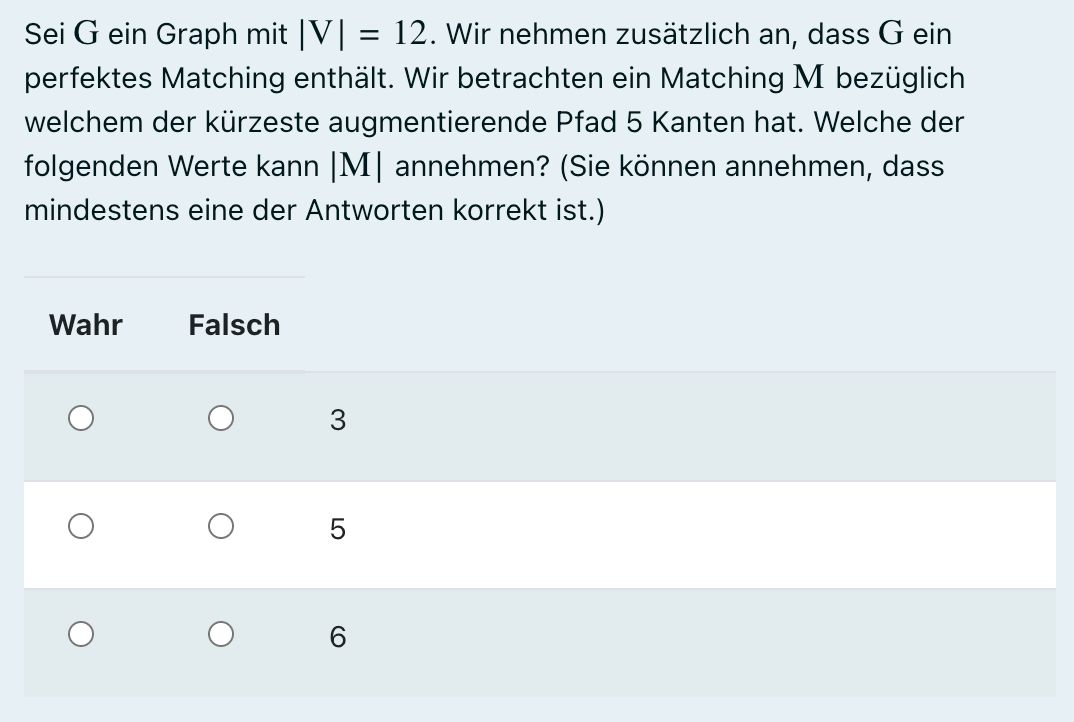 Sei G ein Graph mit |V| = 12. Wir nehmen zusätzlich an, dass G ein
perfektes Matching enthält. Wir betrachten ein Matching M bezüglich
welchem der kürzeste augmentierende Pfad 5 Kanten hat. Welche der
folgenden Werte kann |M| annehmen? (Sie können annehmen, dass
mindestens eine der Antworten korrekt ist.)
Wahr Falsch
3
5
6